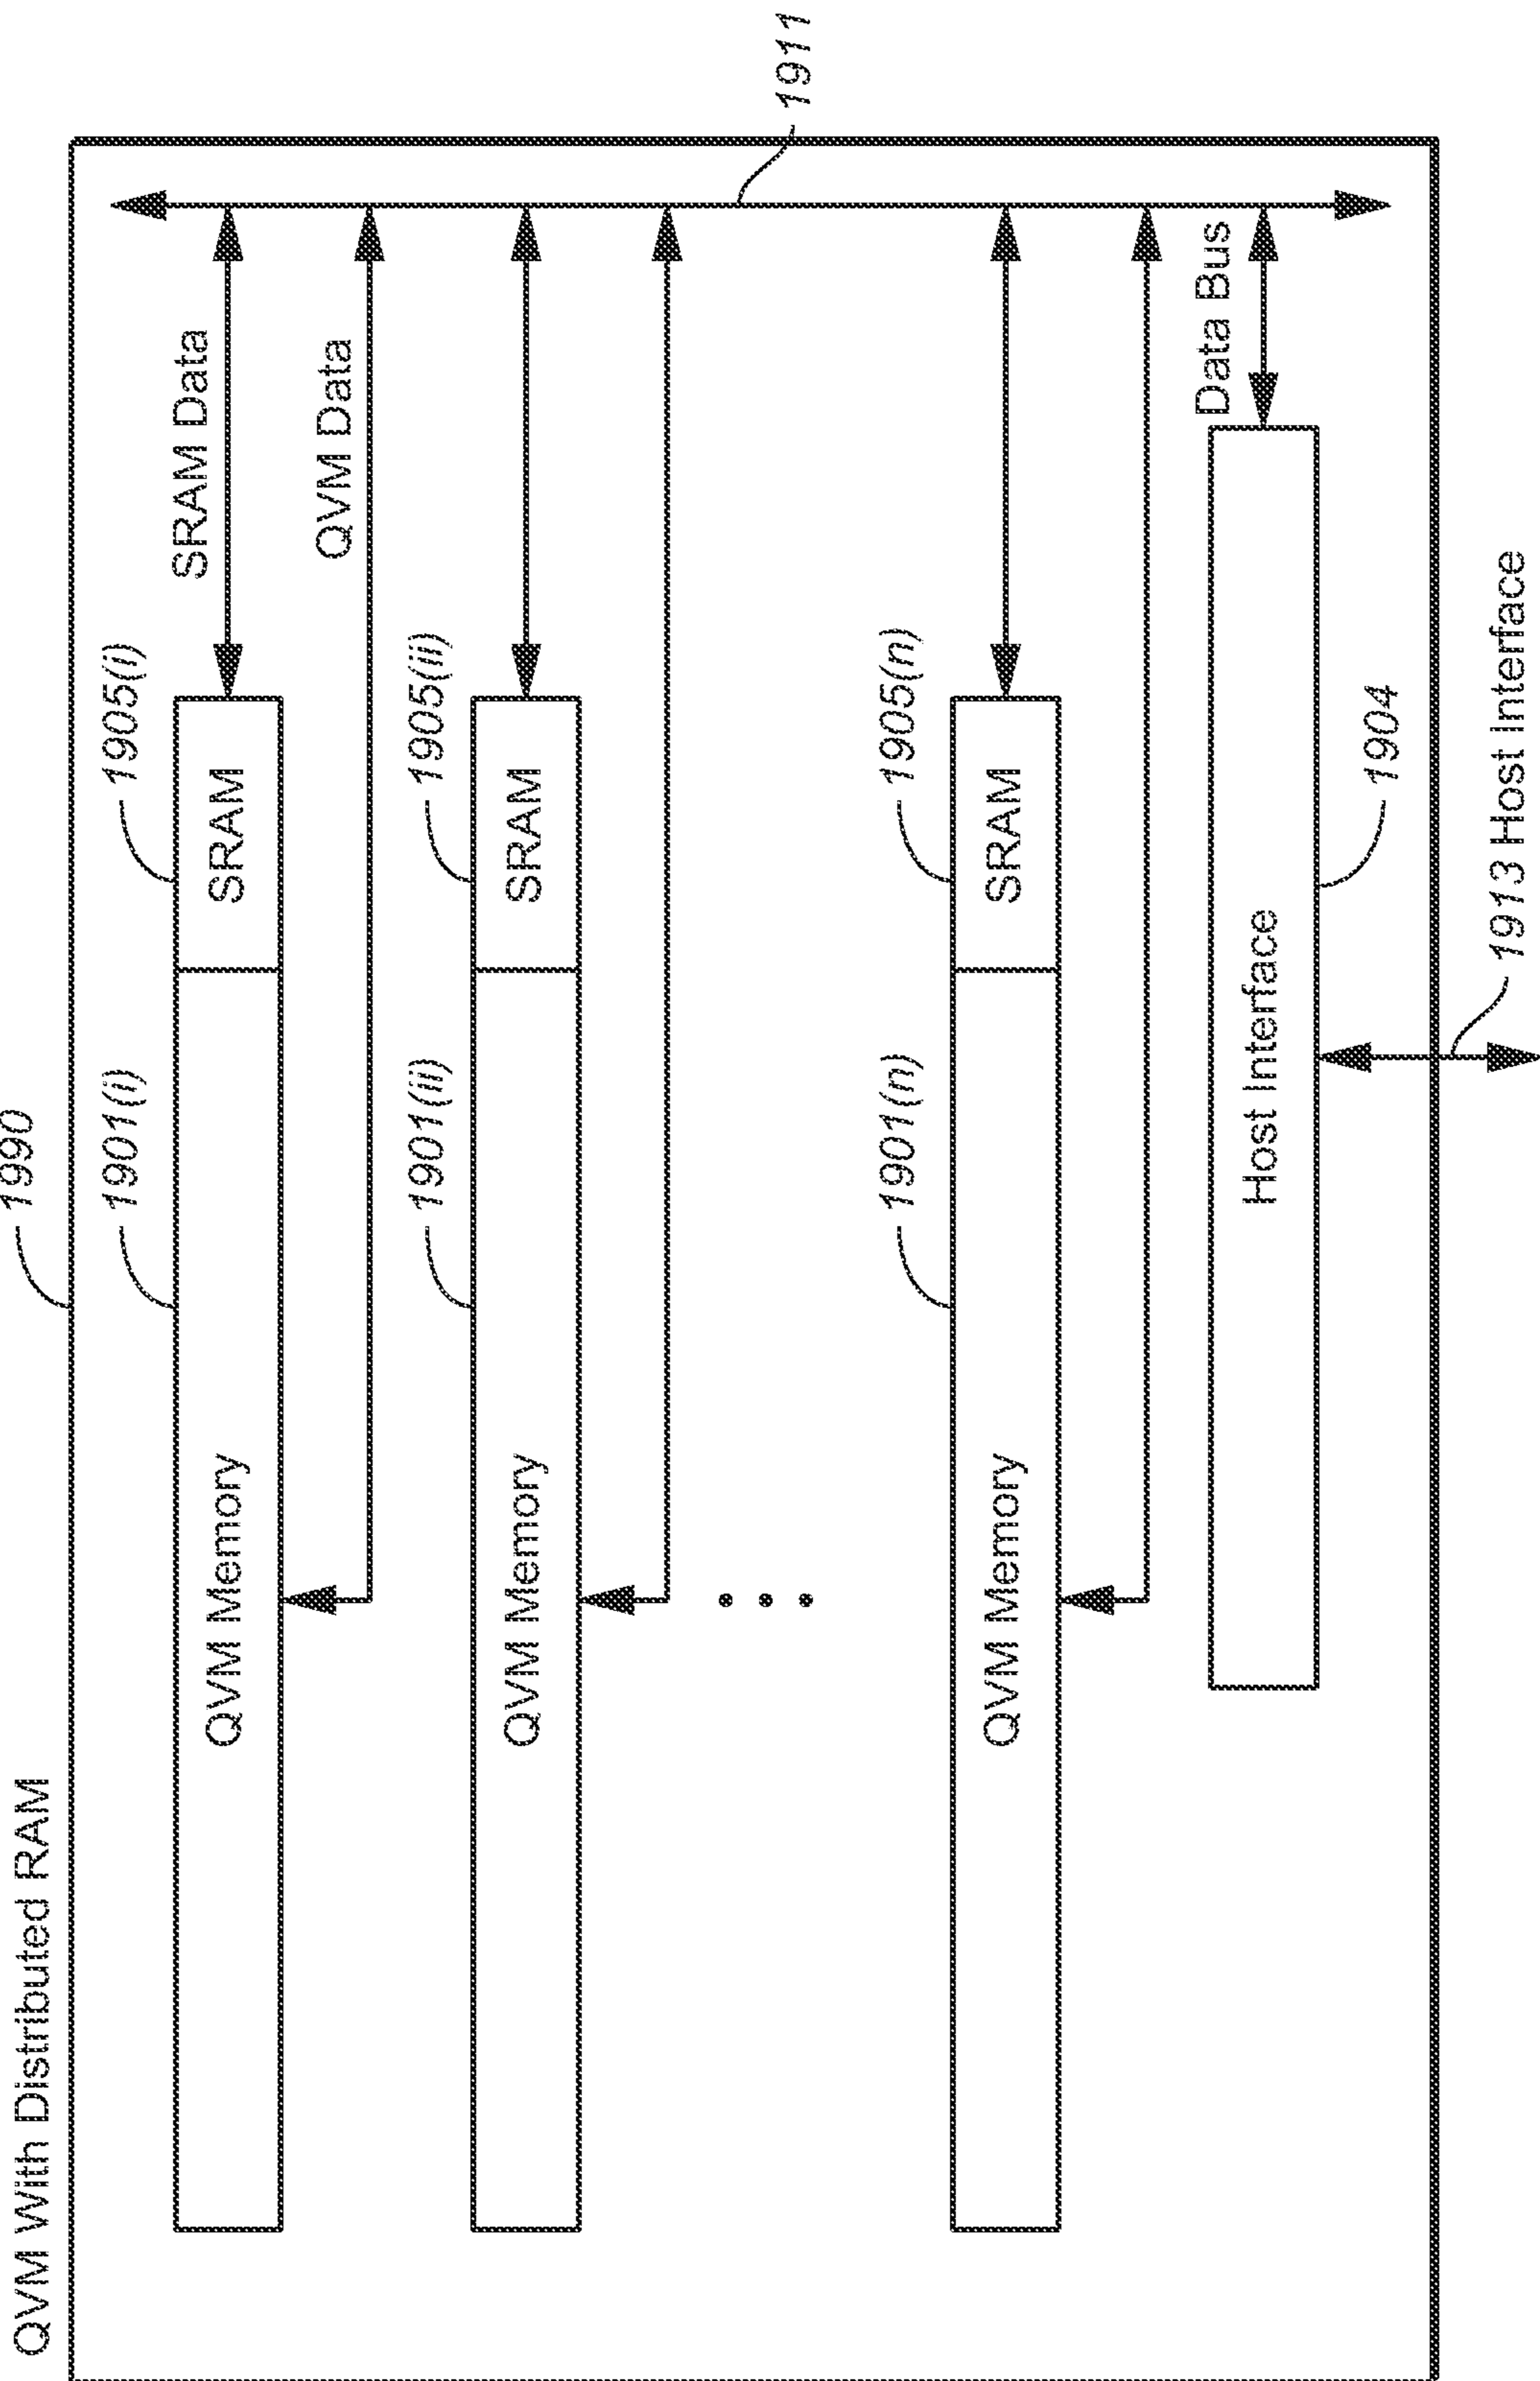 QVM With Distributed RAM
1990
1901(i)
1905(i)
QVM Memory
SRAM
SRAM Data
QVM Data
1901(ii)
1905(ii)
QVM Memory
SRAM
1911
1901(n)
1905(n)
QVM Memory
SRAM
Data Bus
Host Interface
1904
1913 Host Interface